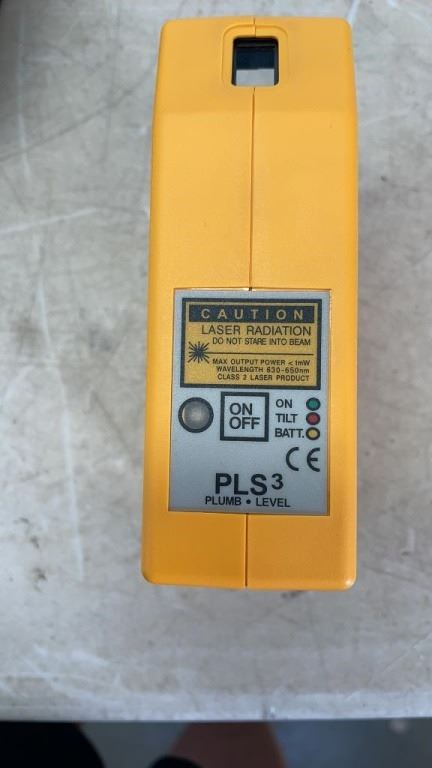 CAUTION
LASER RADIATION
DO NOT STARE INTO BEAM
MAX OUTPUT POWER < 1mW
WAVELENGTH 630-650nm
CLASS 2 LASER PRODUCT
ON
OFF
ON
TILT
BATT.
CE
PLS³
PLUMB • LEVEL